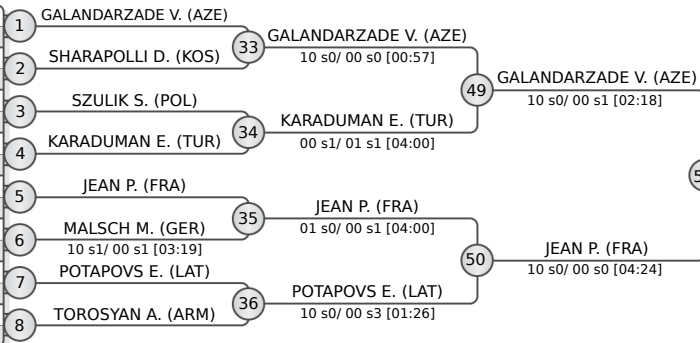 1
GALANDARZADE V. (AZE)
2
SHARAPOLLI D. (KOS)
33
GALANDARZADE V. (AZE)
10 s0/ 00 s0 [00:57]
3
SZULIK S. (POL)
4
KARADUMAN E. (TUR)
34
KARADUMAN E. (TUR)
00 s1/ 01 s1 [04:00]
49
GALANDARZADE V. (AZE)
10 s0/ 00 s1 [02:18]
5
JEAN P. (FRA)
6
MALSCH M. (GER)
10 s1/ 00 s1 [03:19]
35
JEAN P. (FRA)
01 s0/ 00 s1 [04:00]
7
POTAPOVS E. (LAT)
8
TOROSYAN A. (ARM)
36
POTAPOVS E. (LAT)
10 s0/ 00 s3 [01:26]
50
JEAN P. (FRA)
10 s0/ 00 s0 [04:24]